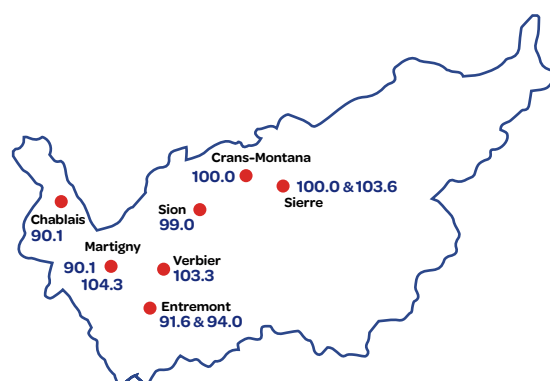 Crans-Montana
100.0
100.0 & 103.6
Sierre
Chablais
90.1
Sion
99.0
Martigny
90.1
104.3
Verbier
103.3
Entremont
91.6 & 94.0